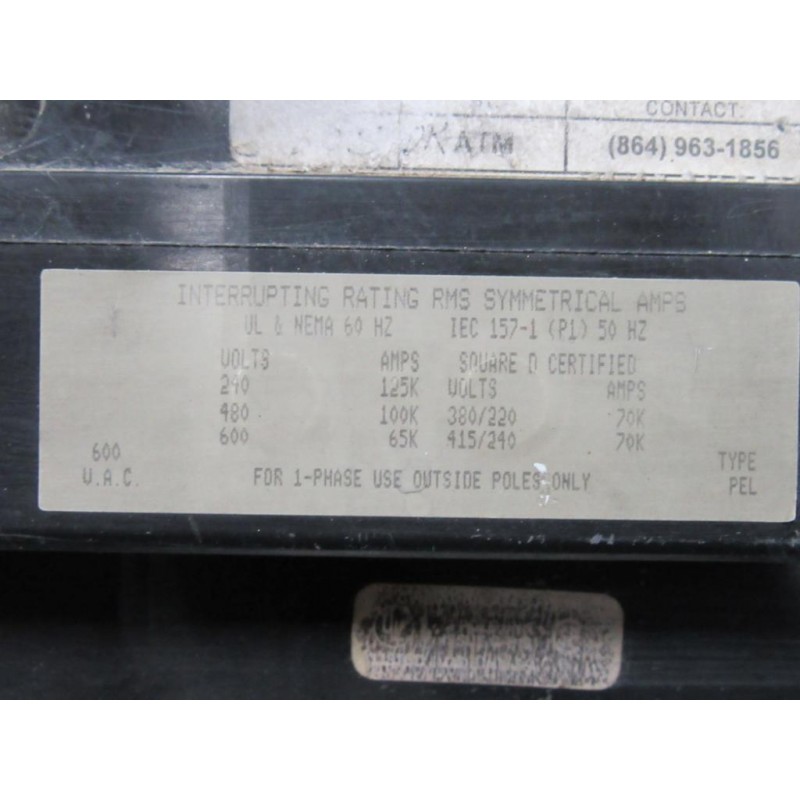 CONTACT:
ATM (864) 963-1856
INTERRUPTING RATING RMS SYMMETRICAL AMPS
UL & NEMA 60 HZ IEC 157-1 (P1) 50 HZ
VOLTS AMPS SQUARE D CERTIFIED
240 125K VOLTS AMPS
480 100K 380/220 70K
600 65K 415/240 70K
600 TYPE
V.A.C. FOR 1-PHASE USE OUTSIDE POLES ONLY PEL